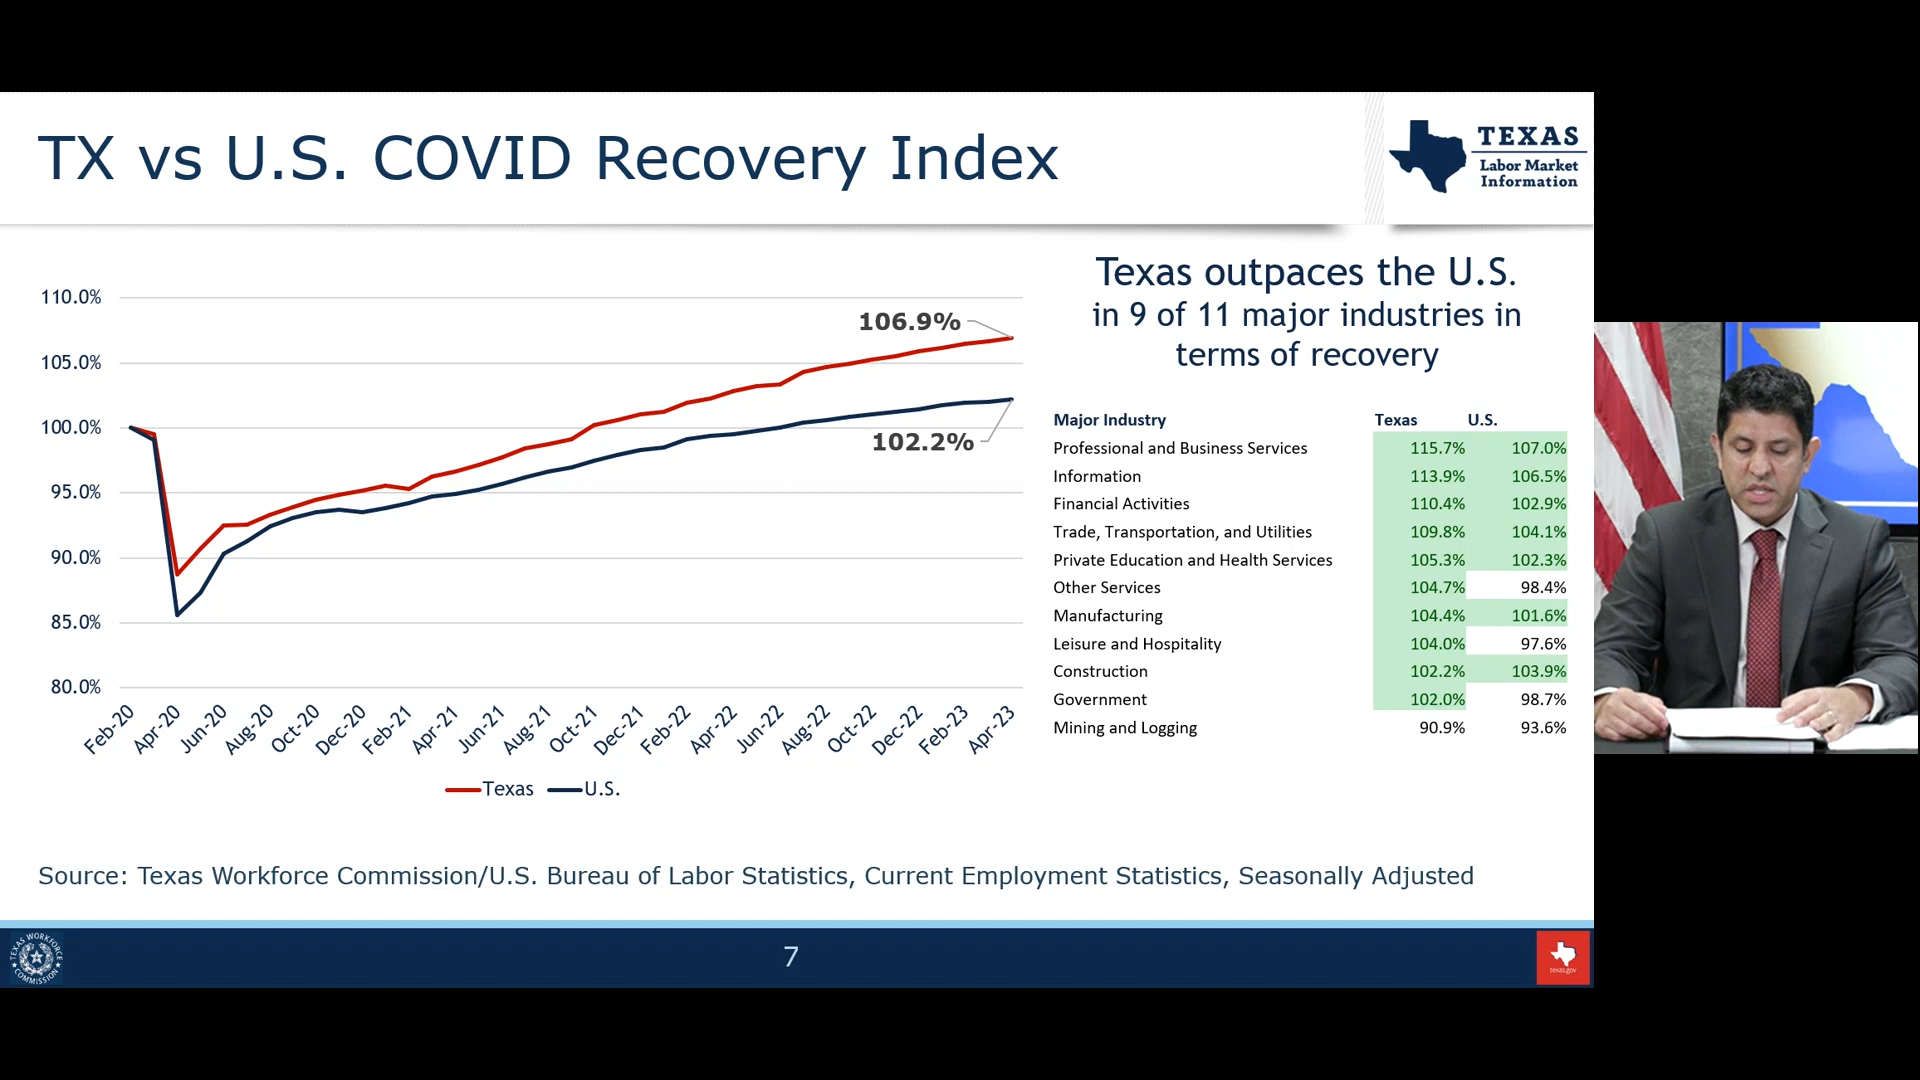 TX vs U.S. COVID Recovery Index
TEXAS
Labor Market
Information
110.0%
105.0%
100.0%
95.0%
90.0%
85.0%
80.0%
106.9%
102.2%
Feb-20 Apr-20 Jun-20 Aug-20 Oct-20 Dec-20 Feb-21 Apr-21 Jun-21 Aug-21 Oct-21 Dec-21 Feb-22 Apr-22 Jun-22 Aug-22 Oct-22 Dec-22 Feb-23 Apr-23
Texas U.S.
Texas outpaces the U.S.
in 9 of 11 major industries in
terms of recovery
Major Industry Texas U.S.
Professional and Business Services 115.7% 107.0%
Information 113.9% 106.5%
Financial Activities 110.4% 102.9%
Trade, Transportation, and Utilities 109.8% 104.1%
Private Education and Health Services 105.3% 102.3%
Other Services 104.7% 98.4%
Manufacturing 104.4% 101.6%
Leisure and Hospitality 104.0% 97.6%
Construction 102.2% 103.9%
Government 102.0% 98.7%
Mining and Logging 90.9% 93.6%
Source: Texas Workforce Commission/U.S. Bureau of Labor Statistics, Current Employment Statistics, Seasonally Adjusted
TEXAS WORKFORCE
COMMISSION
7
texas.gov